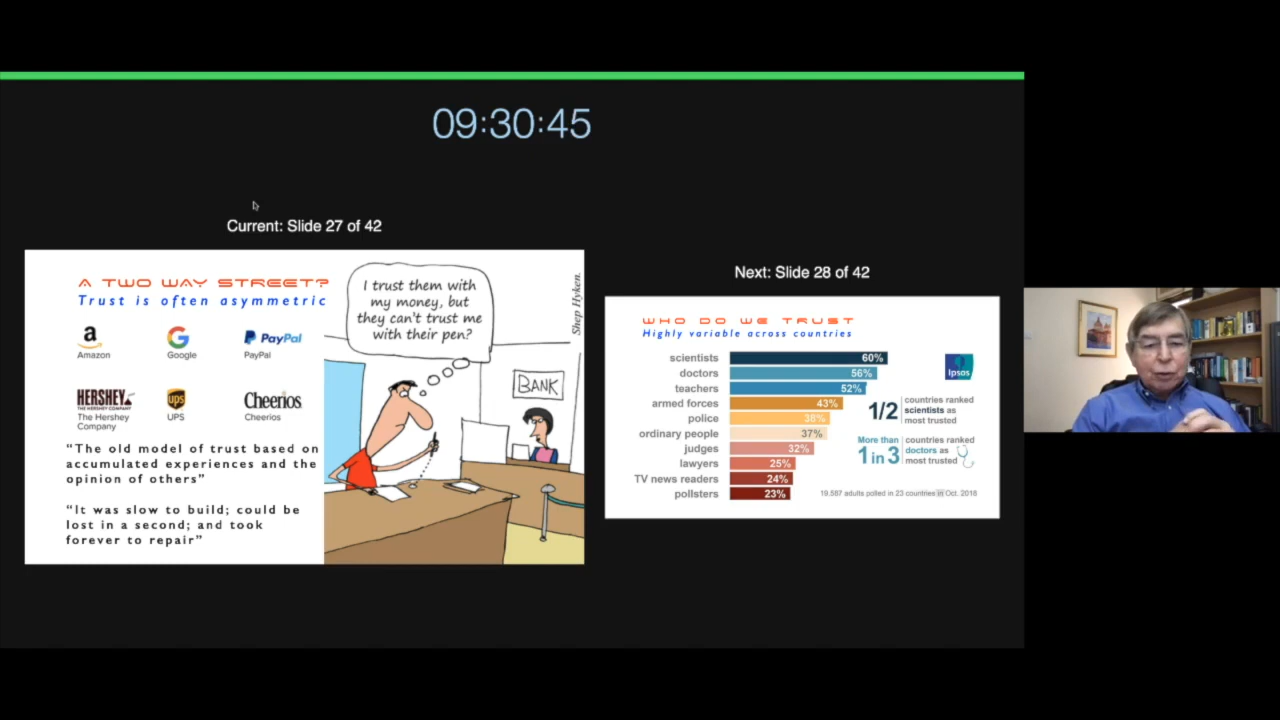 09:30:45
Current: Slide 27 of 42
A TWO WAY STREET?
Trust is often asymmetric
a
Amazon
G
Google
PayPal
PayPal
HERSHEY
THE HERSHEY COMPANY
The Hershey
Company
ups
UPS
Cheerios
Cheerios
"The old model of trust based on
accumulated experiences and the
opinion of others"
"It was slow to build; could be
lost in a second; and took
forever to repair"
I trust them with
my money, but
they can't trust me
with their pen?
Shep Hyken.
BANK
Next: Slide 28 of 42
WHO DO WE TRUST
Highly variable across countries
scientists 60%
doctors 56%
teachers 52%
armed forces 43%
police 38%
ordinary people 37%
judges 32%
lawyers 25%
TV news readers 24%
pollsters 23%
Ipsos
1/2 countries ranked
scientists as
most trusted
More than
1 in 3 countries ranked
doctors as
most trusted
19,587 adults polled in 23 countries Oct. 2018